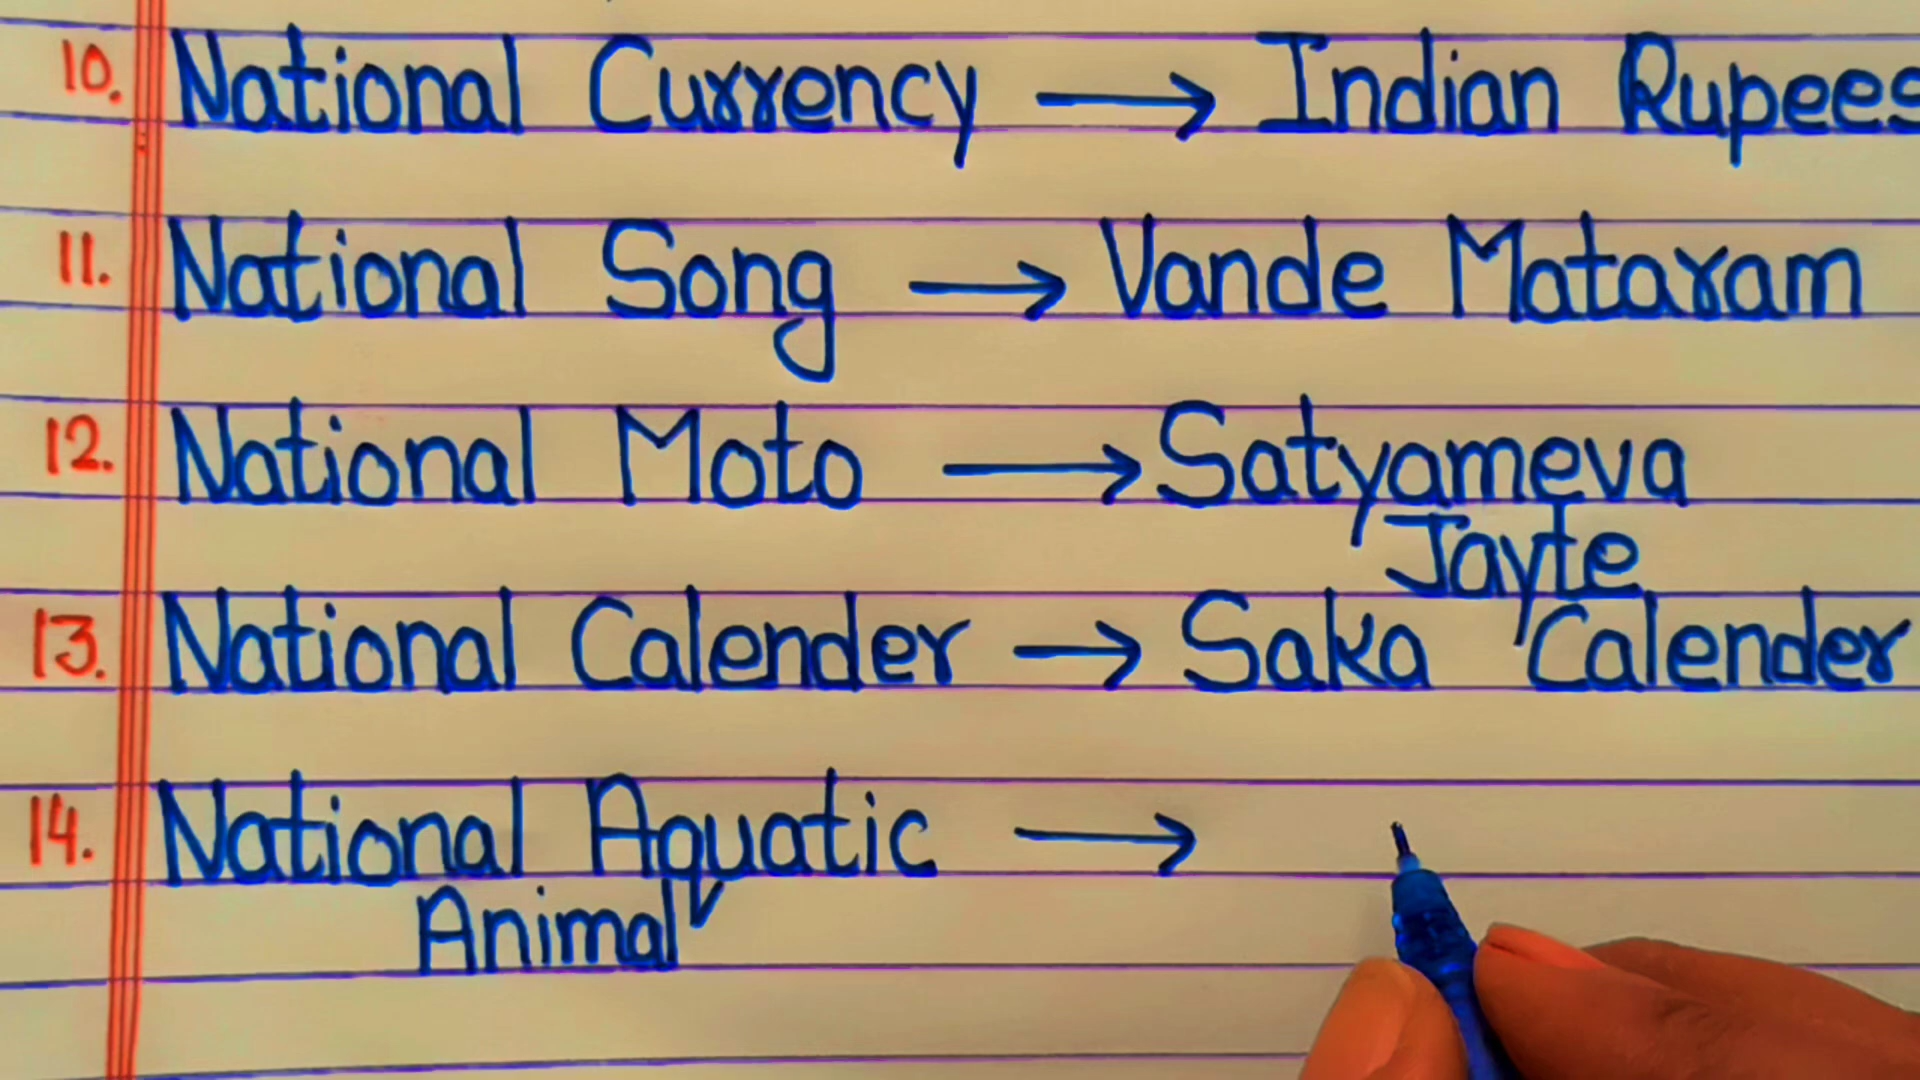 10. National Currency → Indian Rupees
11. National Song → Vande Mataram
12. National Moto → Satyameva
Jayte
13. National Calender → Saka Calender
14. National Aquatic →
Animal